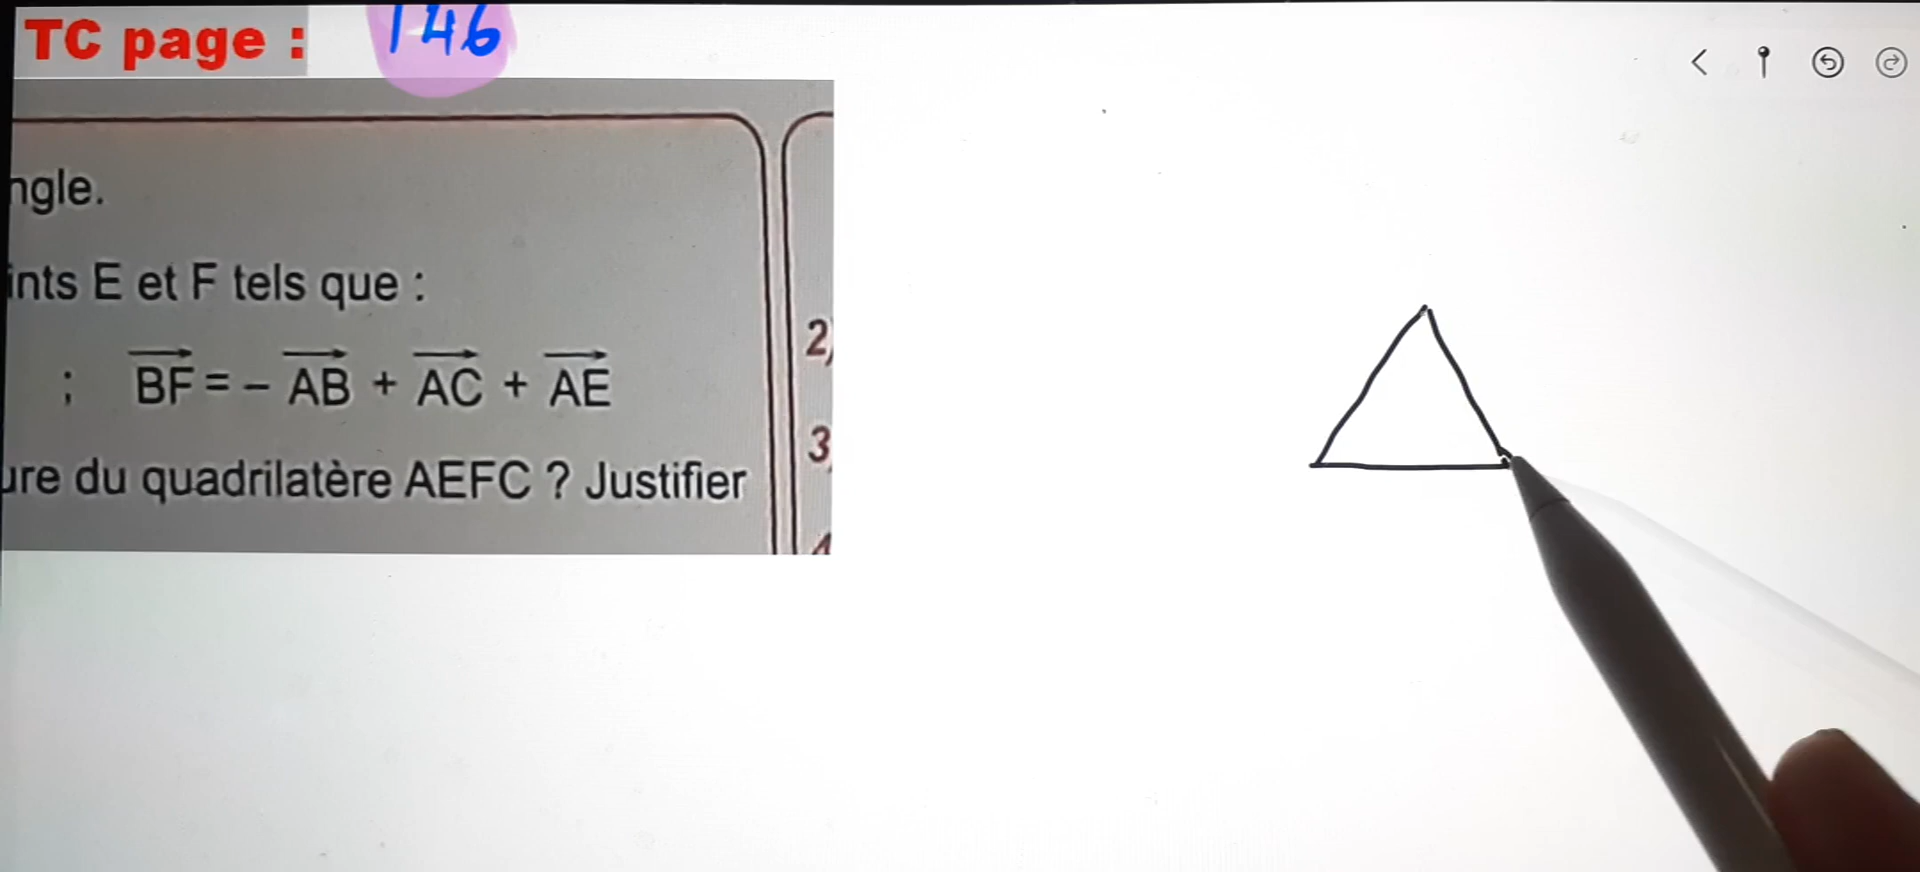 TC page : 146
ngle.
ints E et F tels que :
; BF = - AB + AC + AE
ure du quadrilatère AEFC ? Justifier
2)
3